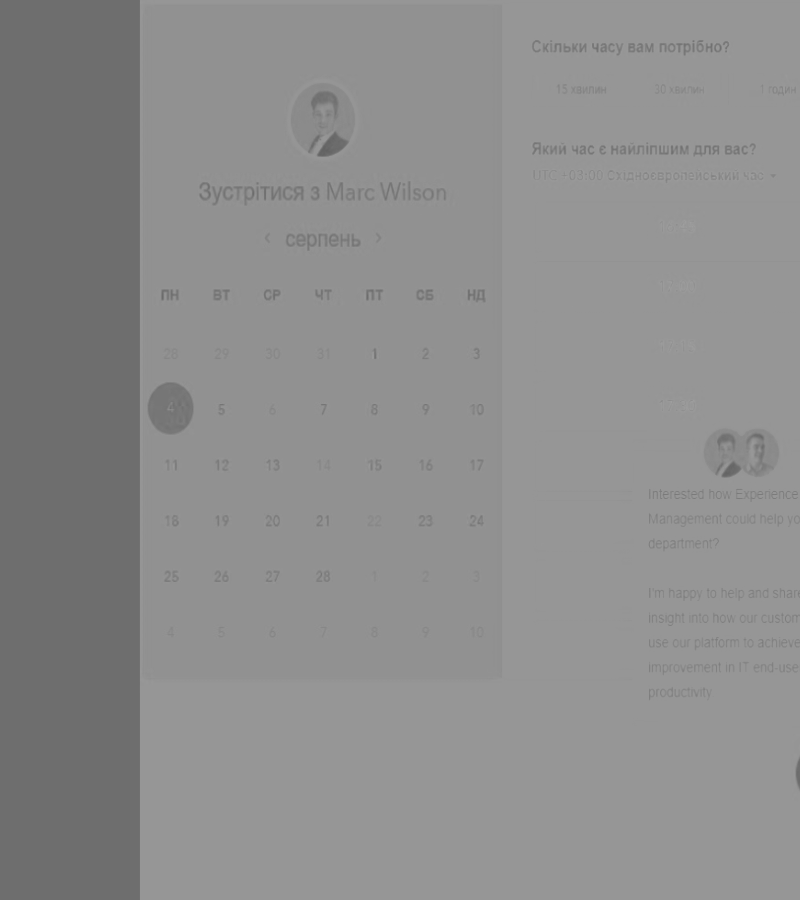 Зустрітися з Marc Wilson
‹ серпень ›
ПН ВТ СР ЧТ ПТ СБ НД
28 29 30 31 1 2 3
4 5 6 7 8 9 10
11 12 13 14 15 16 17
18 19 20 21 22 23 24
25 26 27 28 1 2 3
4 5 6 7 8 9 10
Скільки часу вам потрібно?
15 хвилин 30 хвилин 1 годин
Який час є найліпшим для вас?
UTC +03:00 Східноєвропейський час
Interested how Experience
Management could help yo
department?
I'm happy to help and share
insight into how our custom
use our platform to achieve
improvement in IT end-use
productivity